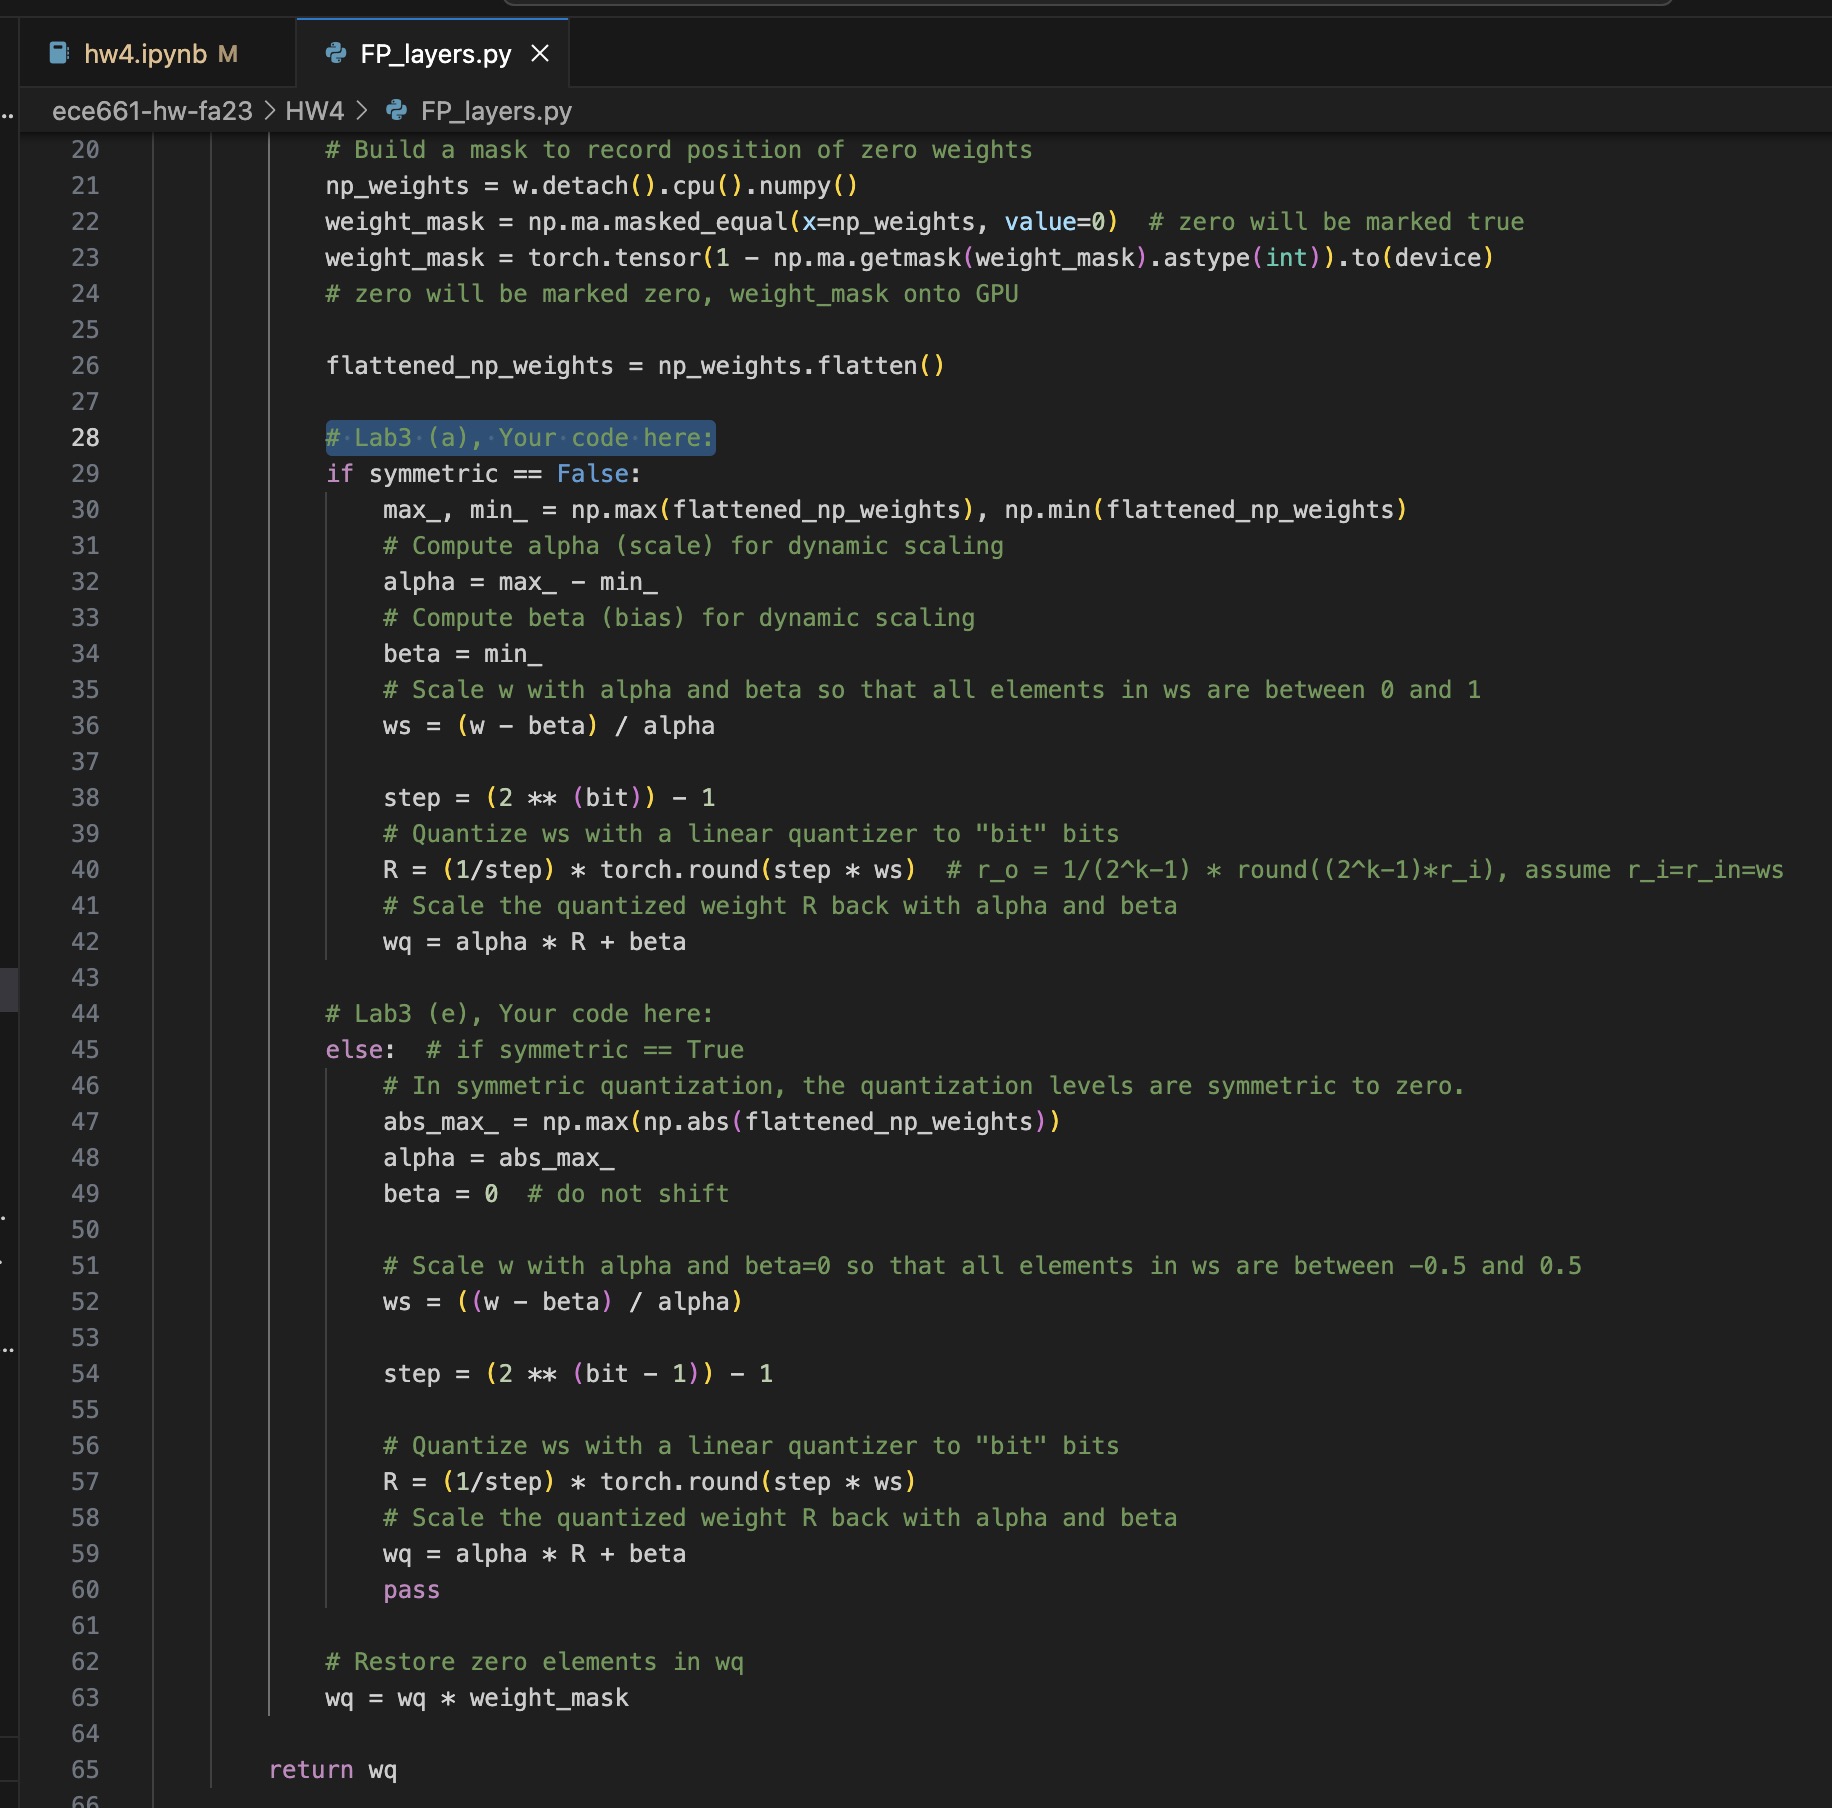 hw4.ipynb M
FP_layers.py
ece661-hw-fa23 > HW4 > FP_layers.py
20 # Build a mask to record position of zero weights
21 np_weights = w.detach().cpu().numpy()
22 weight_mask = np.ma.masked_equal(x=np_weights, value=0)  # zero will be marked true
23 weight_mask = torch.tensor(1 - np.ma.getmask(weight_mask).astype(int)).to(device)
24 # zero will be marked zero, weight_mask onto GPU
25
26 flattened_np_weights = np_weights.flatten()
27
28 # Lab3 (a), Your code here:
29 if symmetric == False:
30 max_, min_ = np.max(flattened_np_weights), np.min(flattened_np_weights)
31 # Compute alpha (scale) for dynamic scaling
32 alpha = max_ - min_
33 # Compute beta (bias) for dynamic scaling
34 beta = min_
35 # Scale w with alpha and beta so that all elements in ws are between 0 and 1
36 ws = (w - beta) / alpha
37
38 step = (2 ** (bit)) - 1
39 # Quantize ws with a linear quantizer to "bit" bits
40 R = (1/step) * torch.round(step * ws)  # r_o = 1/(2^k-1) * round((2^k-1)*r_i), assume r_i=r_in=ws
41 # Scale the quantized weight R back with alpha and beta
42 wq = alpha * R + beta
43
44 # Lab3 (e), Your code here:
45 else:  # if symmetric == True
46 # In symmetric quantization, the quantization levels are symmetric to zero.
47 abs_max_ = np.max(np.abs(flattened_np_weights))
48 alpha = abs_max_
49 beta = 0  # do not shift
50
51 # Scale w with alpha and beta=0 so that all elements in ws are between -0.5 and 0.5
52 ws = ((w - beta) / alpha)
53
54 step = (2 ** (bit - 1)) - 1
55
56 # Quantize ws with a linear quantizer to "bit" bits
57 R = (1/step) * torch.round(step * ws)
58 # Scale the quantized weight R back with alpha and beta
59 wq = alpha * R + beta
60 pass
61
62 # Restore zero elements in wq
63 wq = wq * weight_mask
64
65 return wq
66